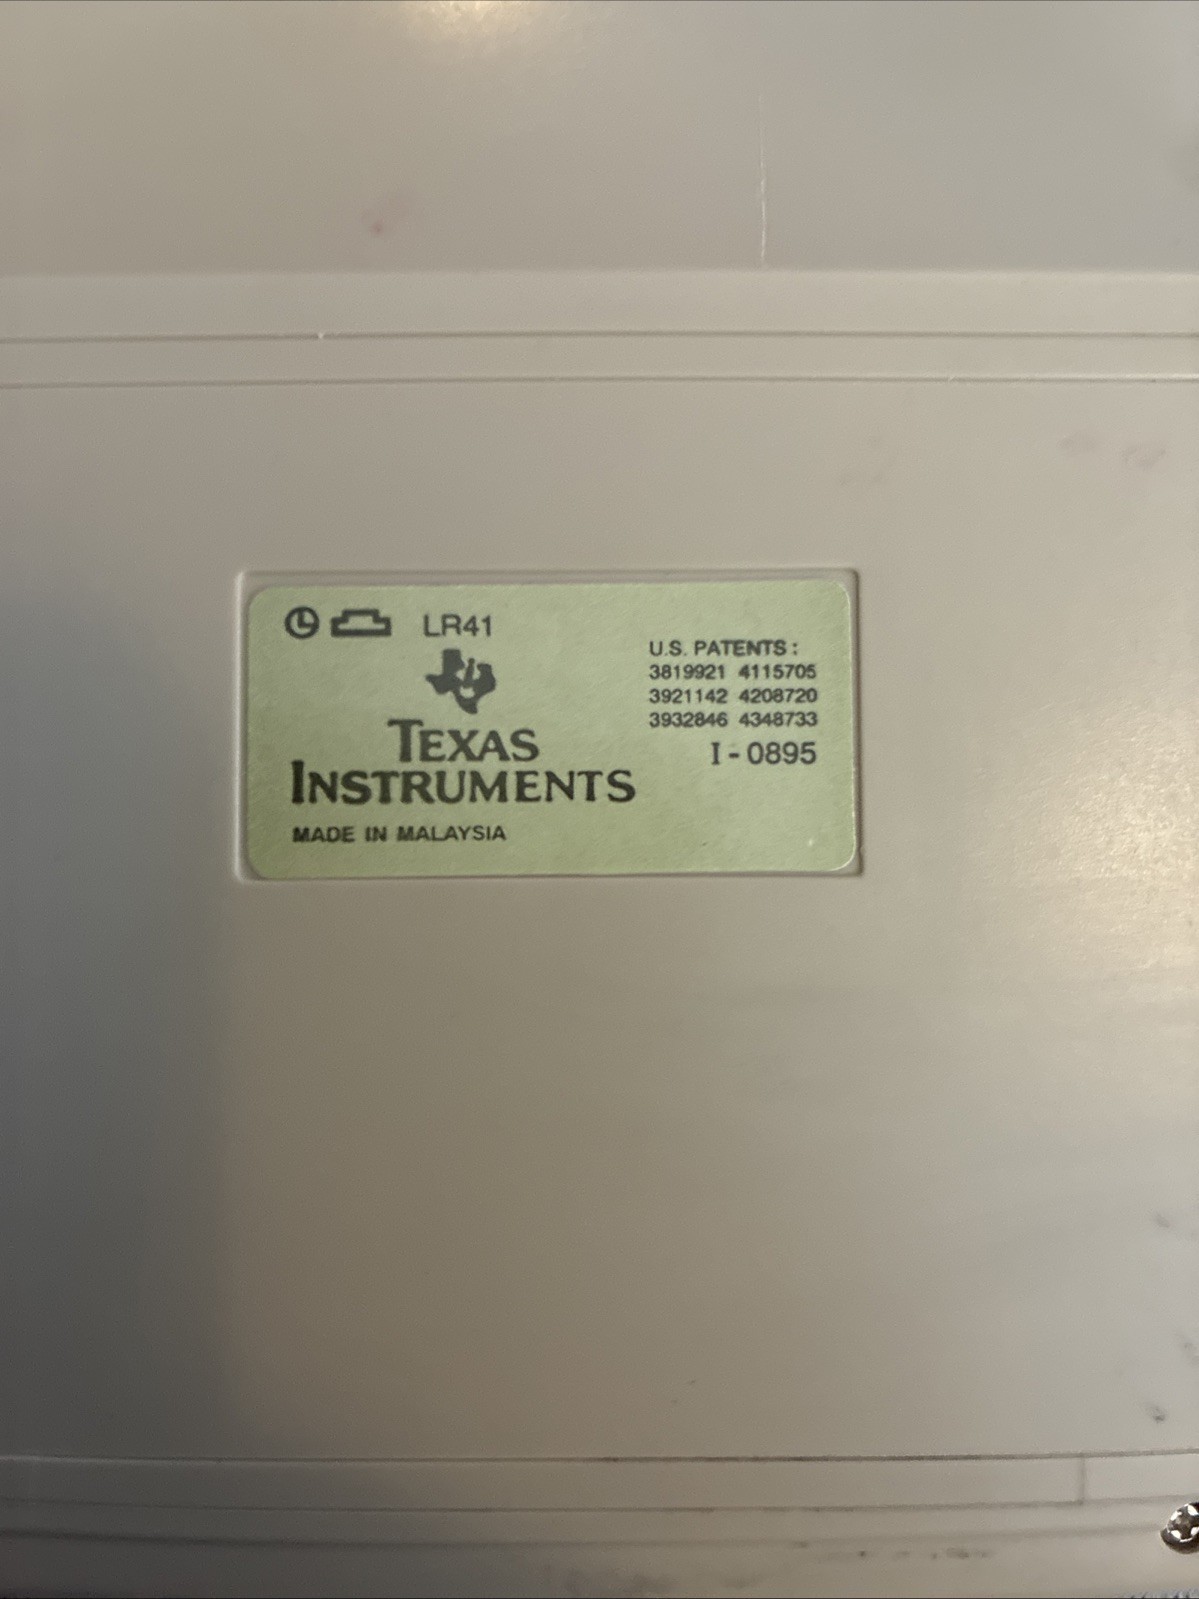 LR41
TEXAS
INSTRUMENTS
MADE IN MALAYSIA
U.S. PATENTS :
3819921 4115705
3921142 4208720
3932846 4348733
I - 0895